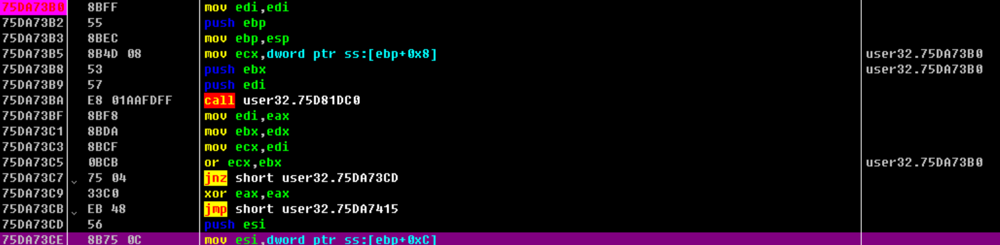 75DA73B0 8BFF mov edi,edi
75DA73B2 55 push ebp
75DA73B3 8BEC mov ebp,esp
75DA73B5 8B4D 08 mov ecx,dword ptr ss:[ebp+0x8] user32.75DA73B0
75DA73B8 53 push ebx user32.75DA73B0
75DA73B9 57 push edi
75DA73BA E8 01AAFDFF call user32.75D81DC0
75DA73BF 8BF8 mov edi,eax
75DA73C1 8BDA mov ebx,edx
75DA73C3 8BCF mov ecx,edi
75DA73C5 0BCB or ecx,ebx user32.75DA73B0
75DA73C7 75 04 jnz short user32.75DA73CD
75DA73C9 33C0 xor eax,eax
75DA73CB EB 48 jmp short user32.75DA7415
75DA73CD 56 push esi
75DA73CE 8B75 0C mov esi,dword ptr ss:[ebp+0xC]